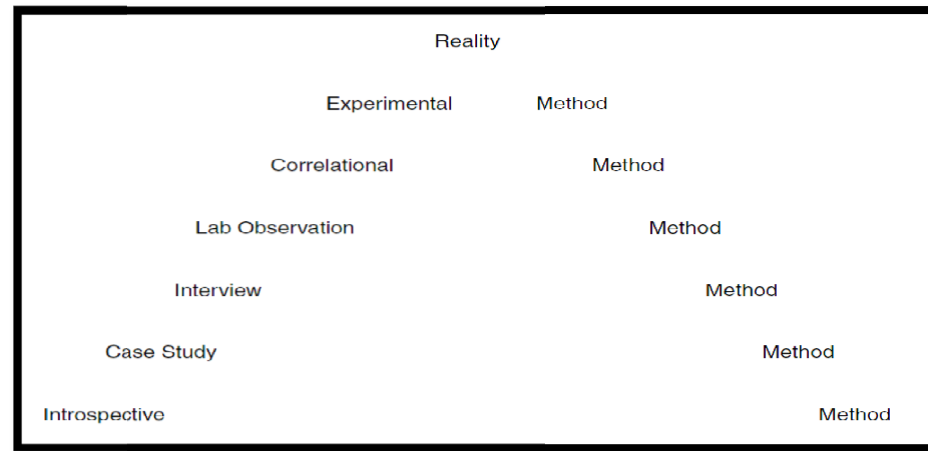 Reality
Experimental Method
Correlational Method
Lab Observation Method
Interview Method
Case Study Method
Introspective Method